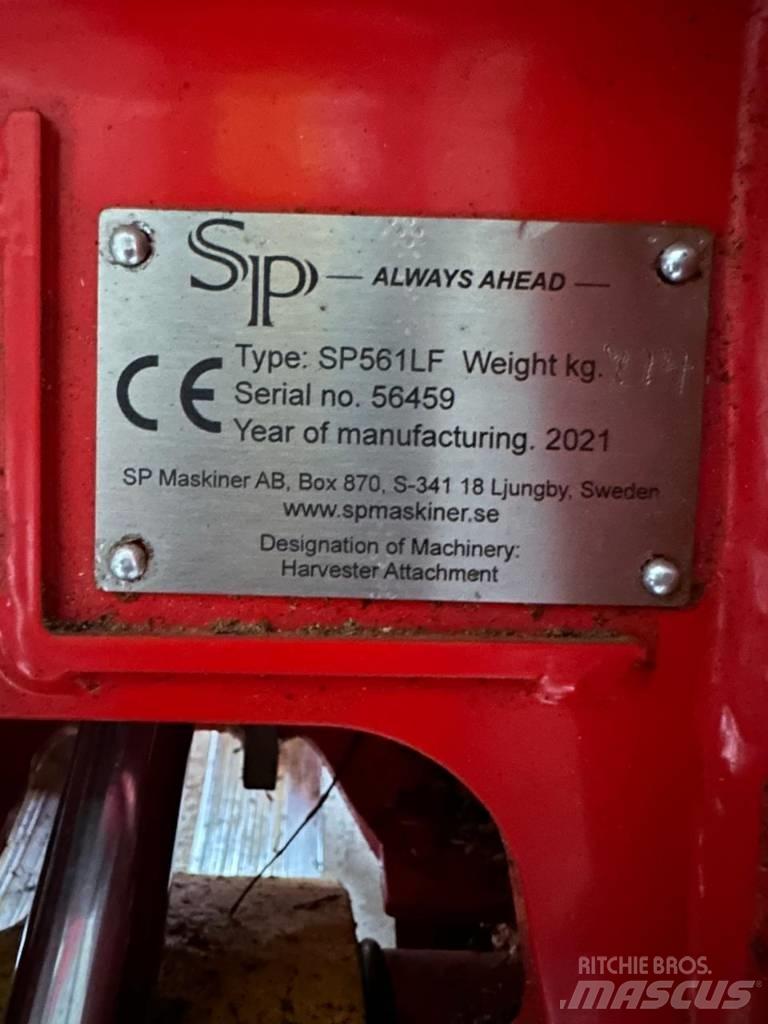 SP — ALWAYS AHEAD —
CE Type: SP561LF Weight kg.
Serial no. 56459
Year of manufacturing. 2021
SP Maskiner AB, Box 870, S-341 18 Ljungby, Sweden
www.spmaskiner.se
Designation of Machinery:
Harvester Attachment
RITCHIE BROS.
MASCUS